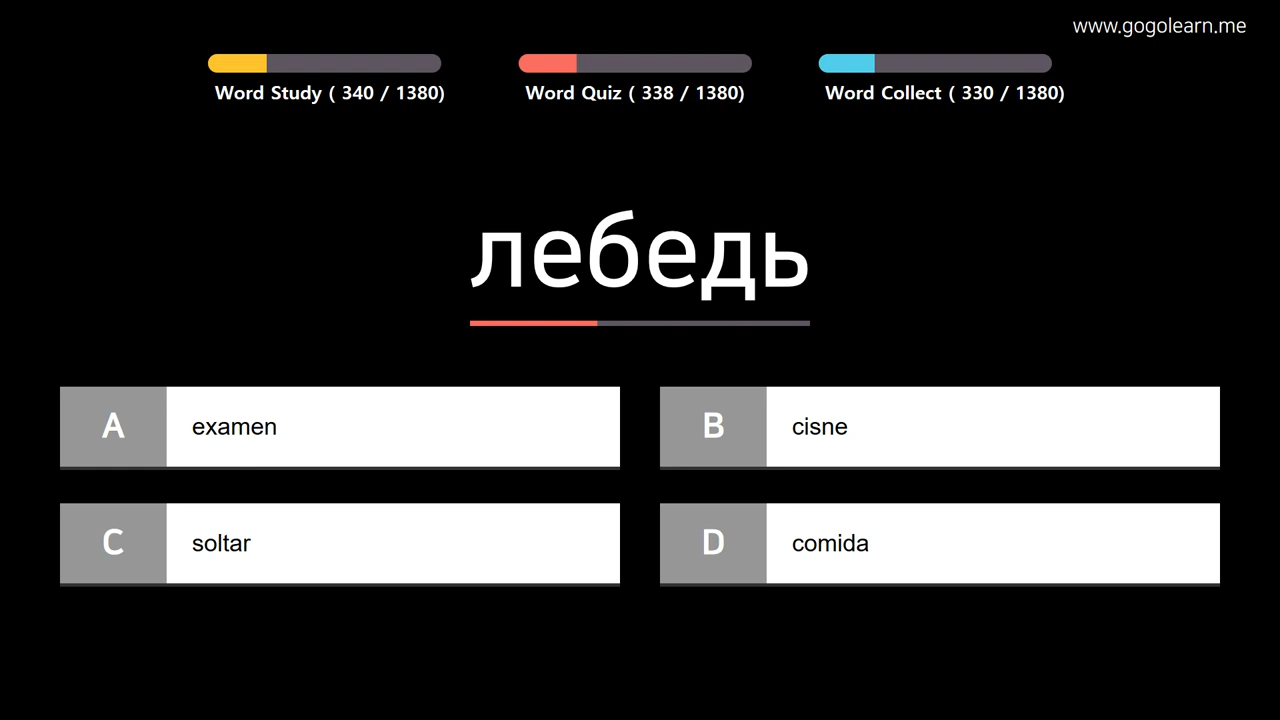 www.gogolearn.me
Word Study ( 340 / 1380)
Word Quiz ( 338 / 1380)
Word Collect ( 330 / 1380)
лебедь
A examen
B cisne
C soltar
D comida